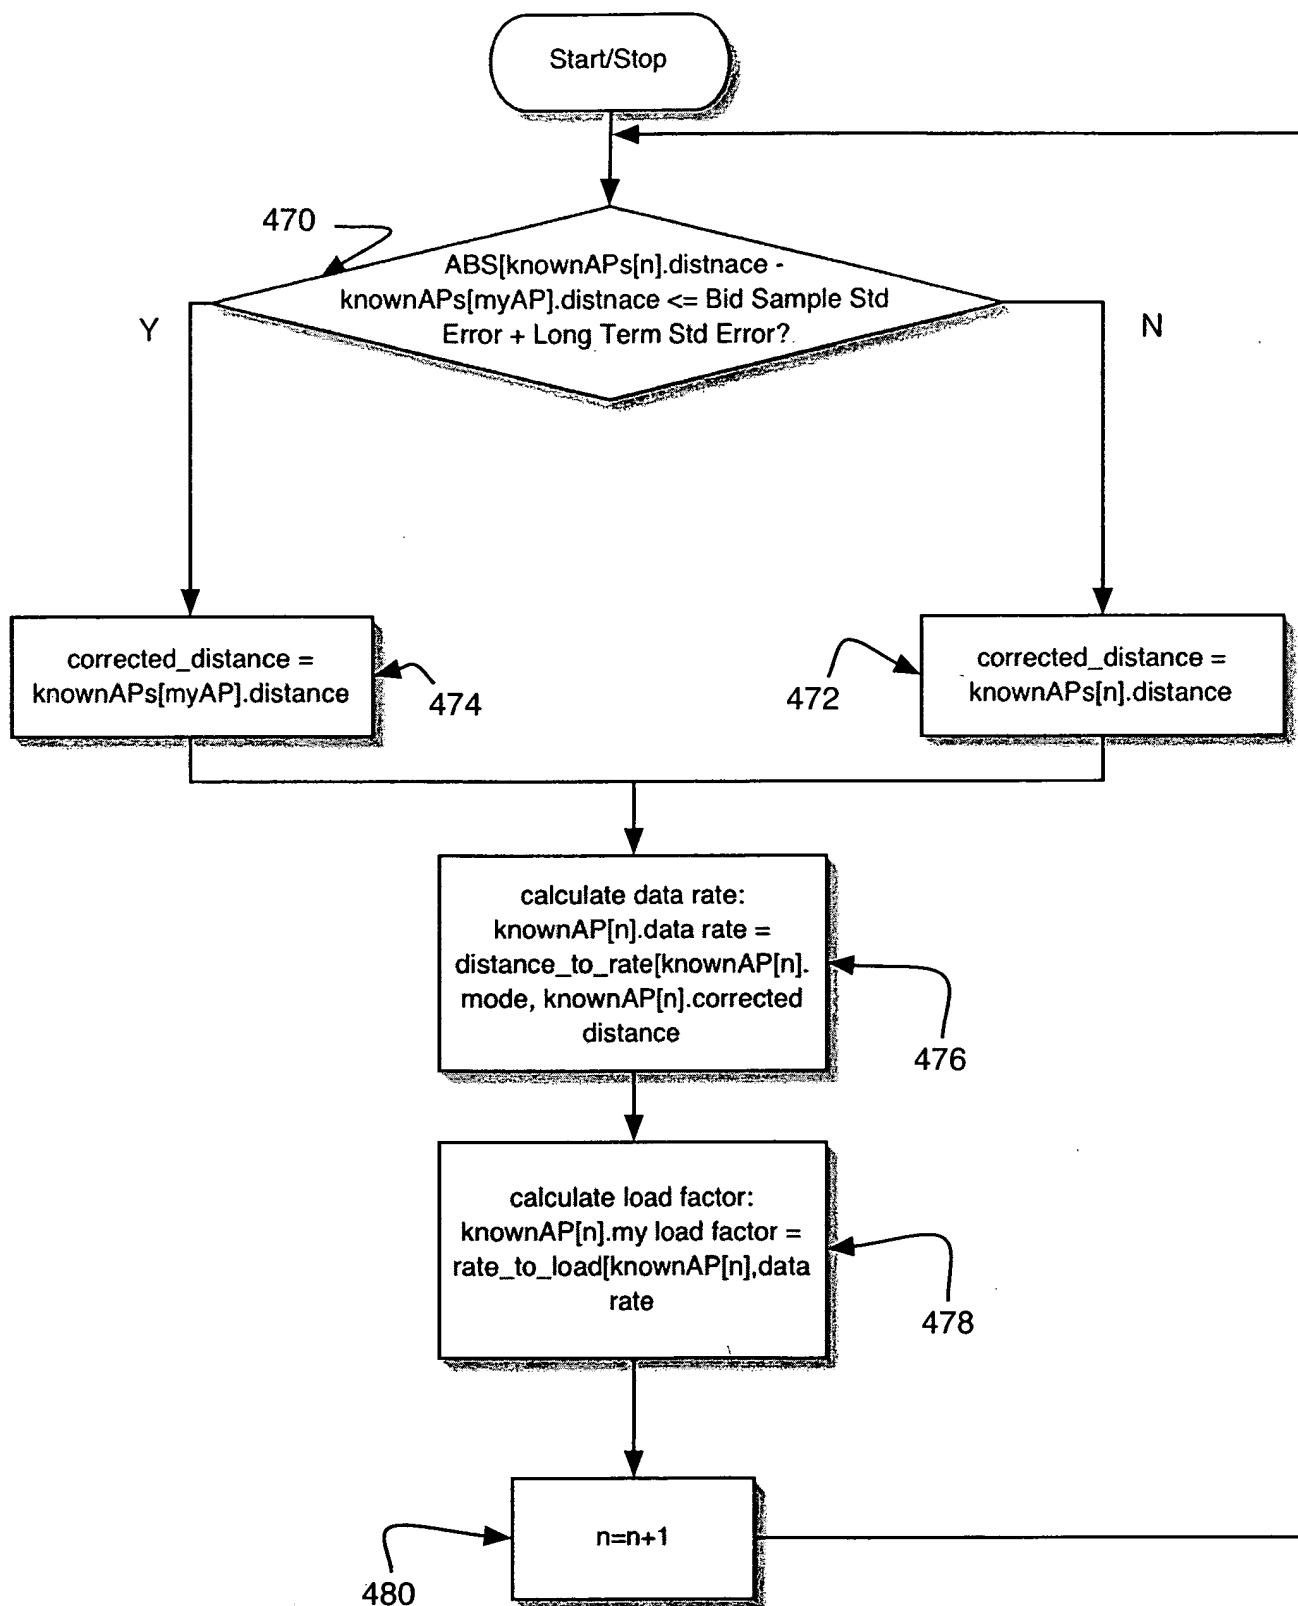 Start/Stop
470
ABS[knownAPs[n].distnace -
knownAPs[myAP].distnace <= Bid Sample Std
Error + Long Term Std Error?
Y
N
corrected_distance =
knownAPs[myAP].distance
474
472
corrected_distance =
knownAPs[n].distance
calculate data rate:
knownAP[n].data rate =
distance_to_rate[knownAP[n].
mode, knownAP[n].corrected
distance
476
calculate load factor:
knownAP[n].my load factor =
rate_to_load[knownAP[n],data
rate
478
n=n+1
480